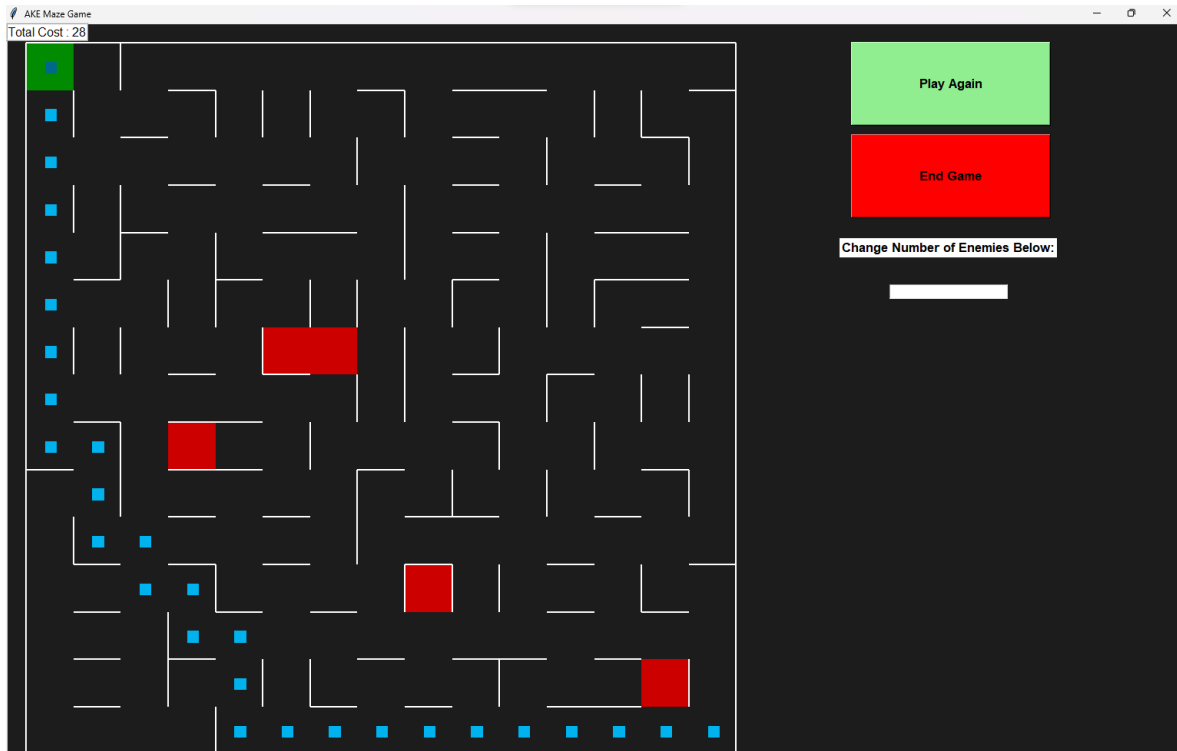 AKE Maze Game
Total Cost : 28
Play Again
End Game
Change Number of Enemies Below: